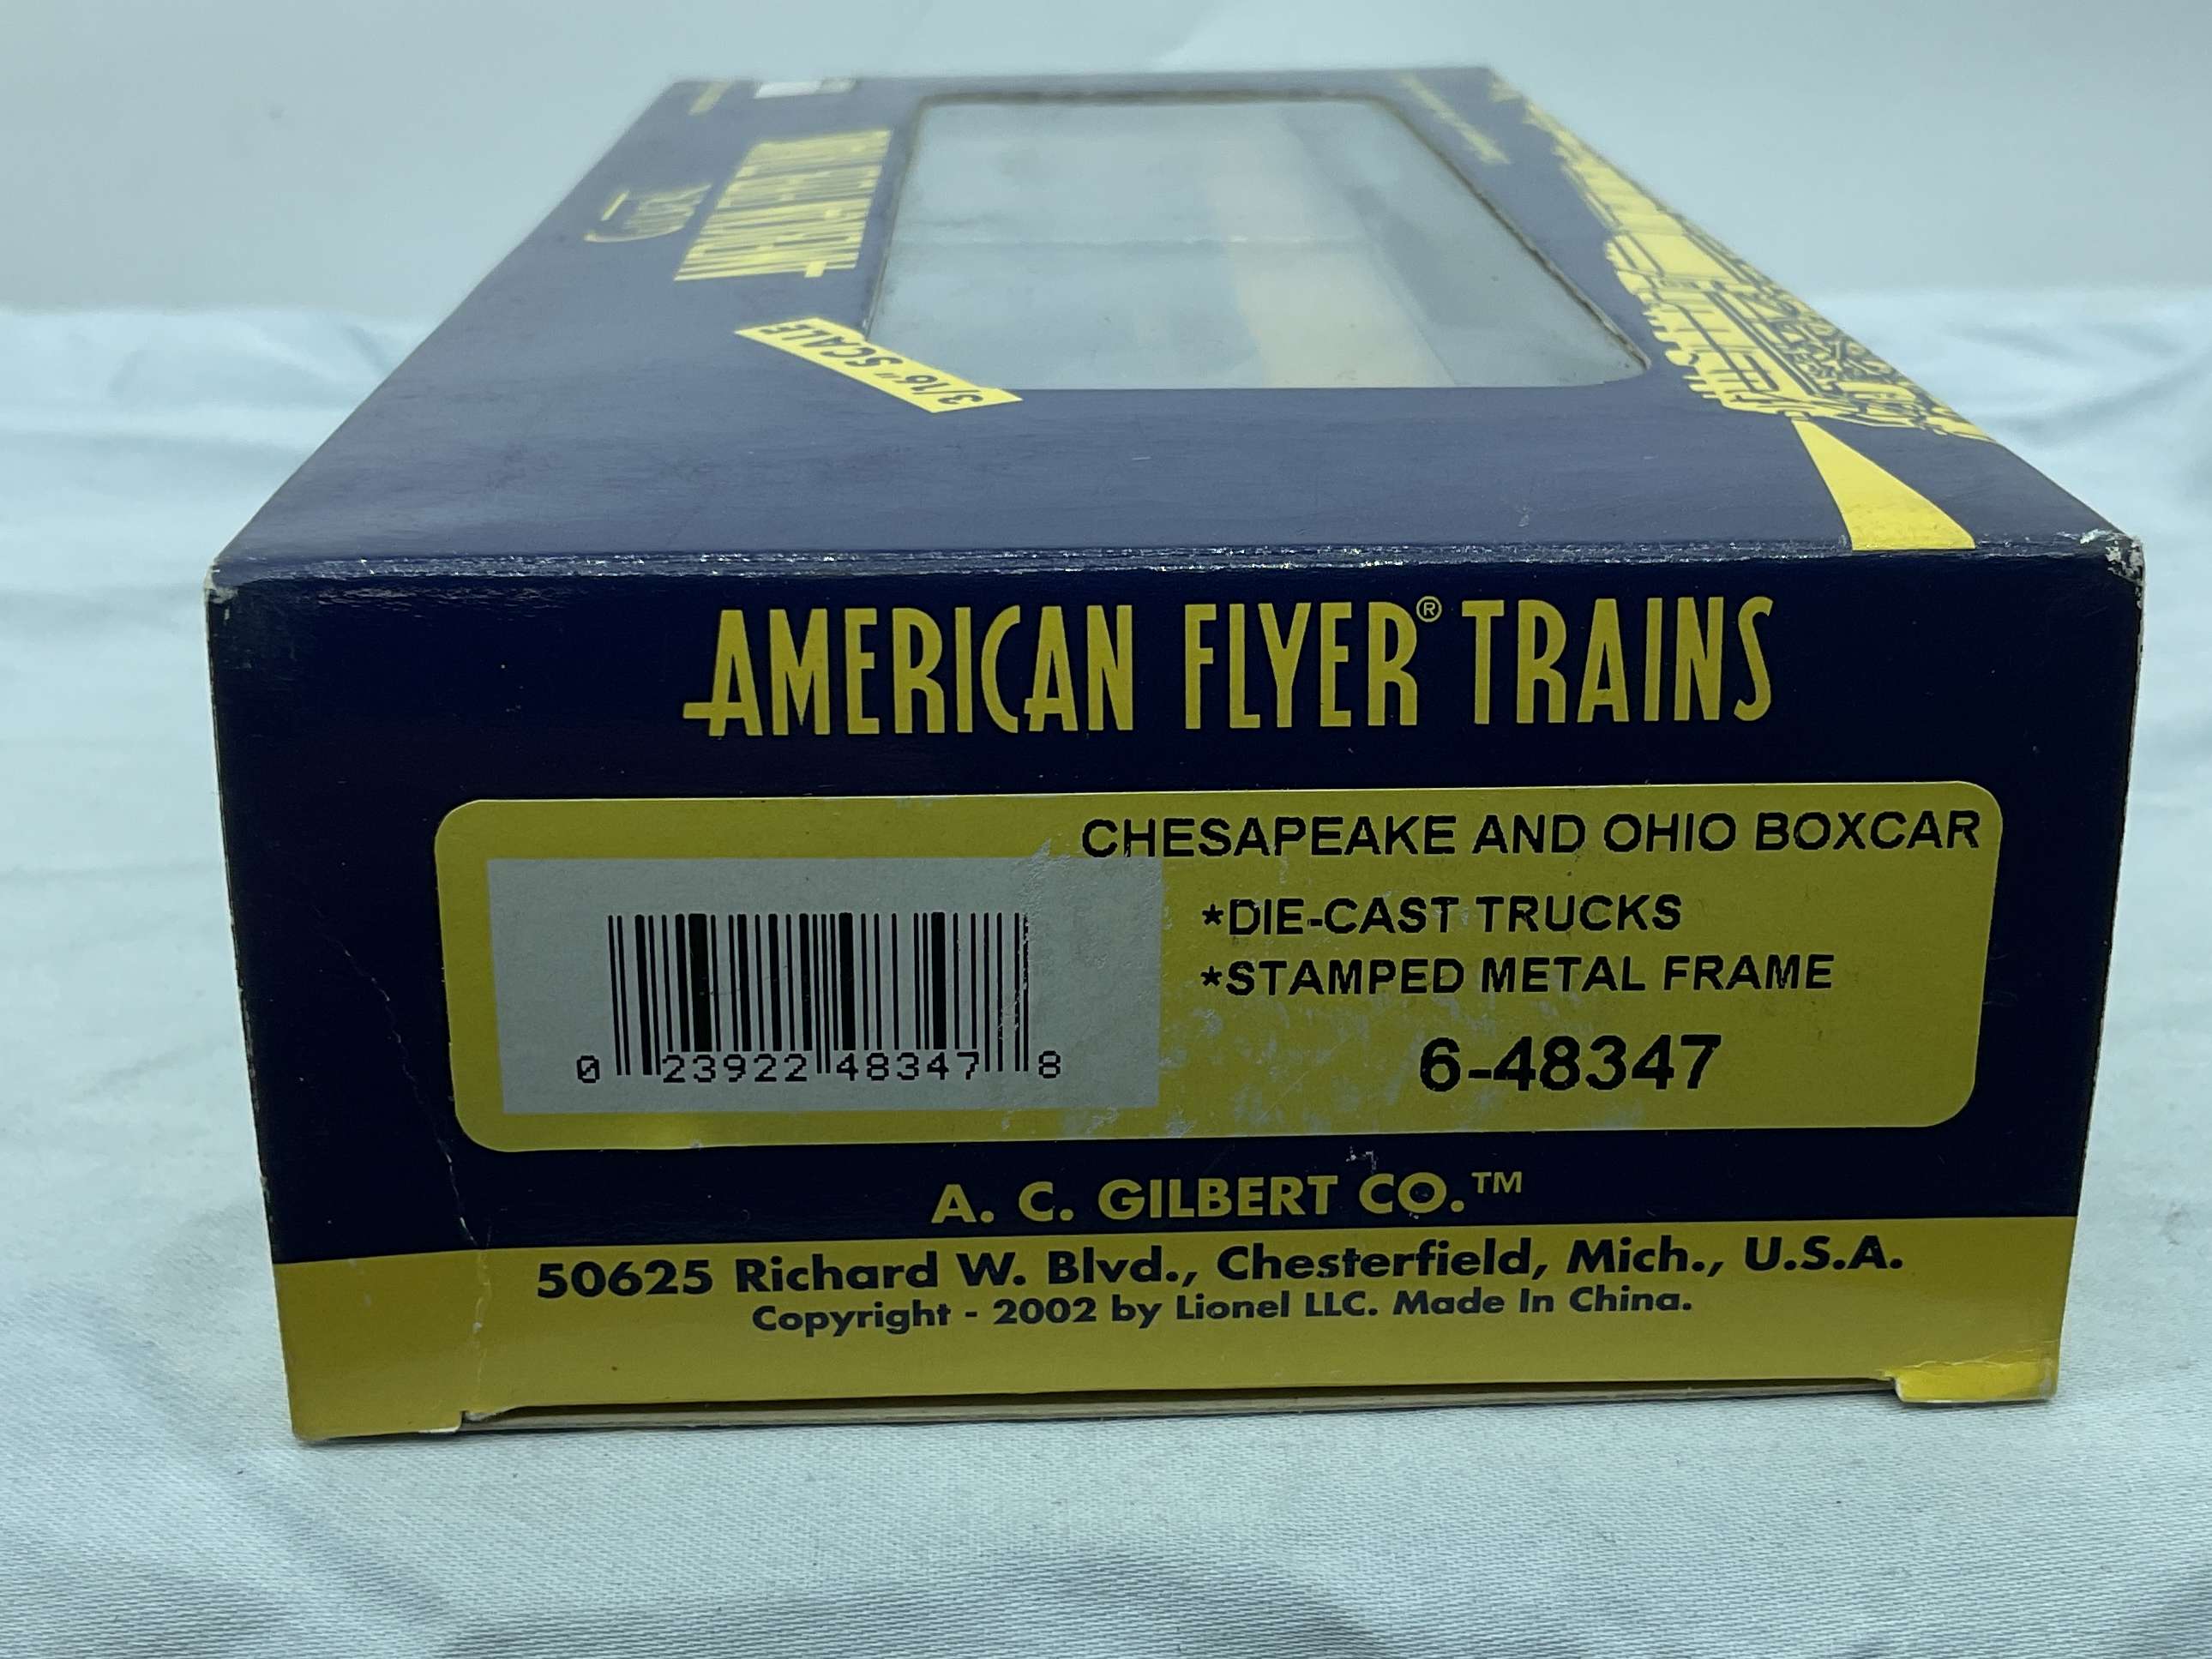 3/16" SCALE
AMERICAN FLYER® TRAINS
CHESAPEAKE AND OHIO BOXCAR
*DIE-CAST TRUCKS
*STAMPED METAL FRAME
6-48347
0 23922 48347 8
A. C. GILBERT CO.™
50625 Richard W. Blvd., Chesterfield, Mich., U.S.A.
Copyright - 2002 by Lionel LLC. Made In China.